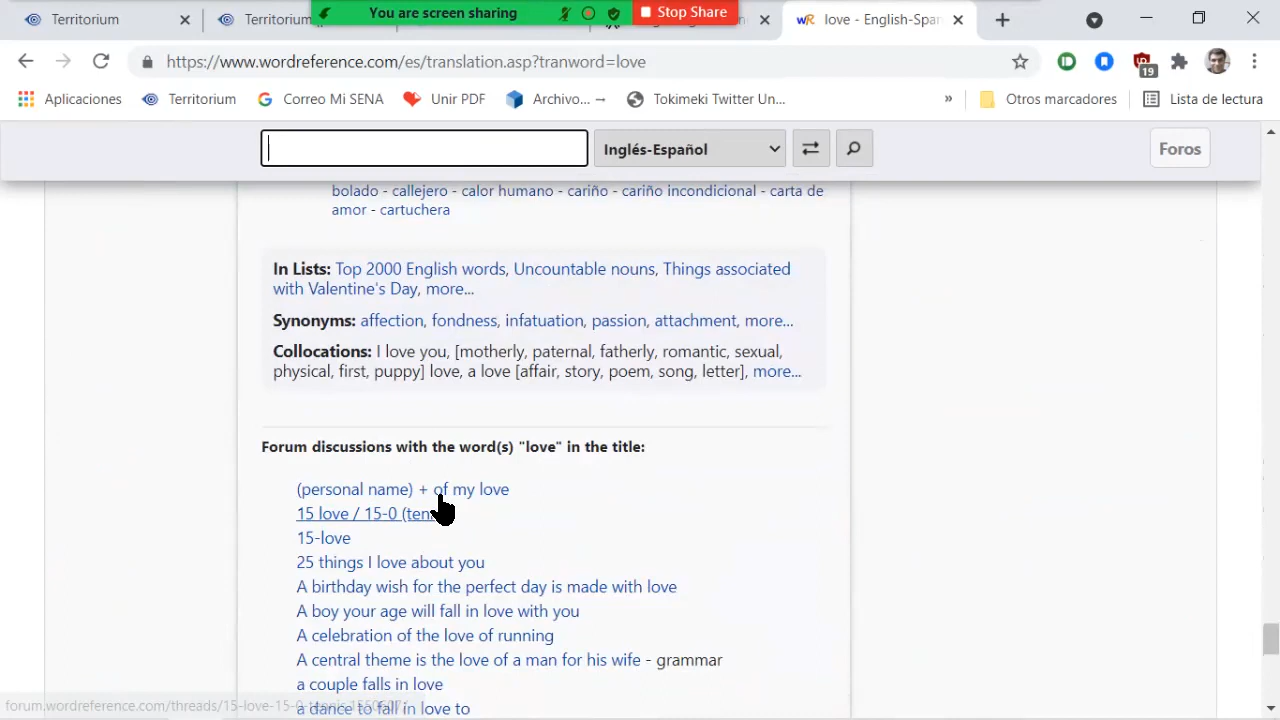 Territorium
Territorium
You are screen sharing
Stop Share
love - English-Spar
https://www.wordreference.com/es/translation.asp?tranword=love
19
Aplicaciones
Territorium
Correo Mi SENA
Unir PDF
Archivo...
Tokimeki Twitter Un...
»
Otros marcadores
Lista de lectura
Inglés-Español
Foros
bolado - callejero - calor humano - cariño - cariño incondicional - carta de
amor - cartuchera
In Lists: Top 2000 English words, Uncountable nouns, Things associated
with Valentine's Day, more...
Synonyms: affection, fondness, infatuation, passion, attachment, more...
Collocations: I love you, [motherly, paternal, fatherly, romantic, sexual,
physical, first, puppy] love, a love [affair, story, poem, song, letter], more...
Forum discussions with the word(s) "love" in the title:
(personal name) + of my love
15 love / 15-0 (ten
15-love
25 things I love about you
A birthday wish for the perfect day is made with love
A boy your age will fall in love with you
A celebration of the love of running
A central theme is the love of a man for his wife - grammar
a couple falls in love
a dance to fall in love to